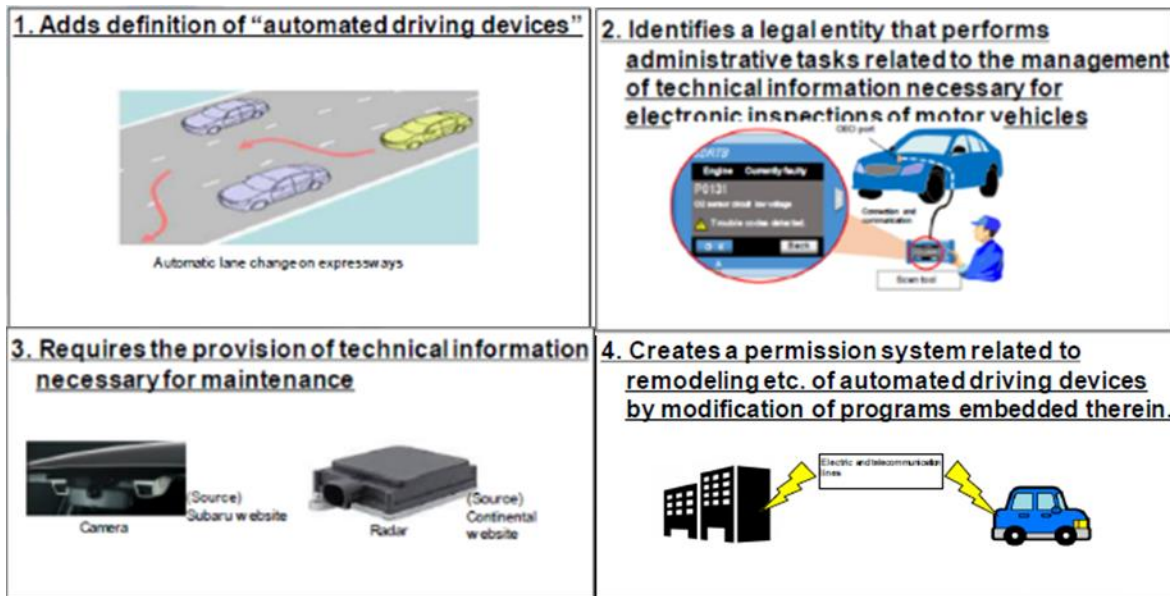 1. Adds definition of “automated driving devices”
Automatic lane change on expressways
2. Identifies a legal entity that performs
administrative tasks related to the management
of technical information necessary for
electronic inspections of motor vehicles
OBD port
Engine Currently faulty
P0131
O2 sensor circuit low voltage
Trouble codes detected.
Back
Connection and
communication
Scan tool
3. Requires the provision of technical information
necessary for maintenance
(Source)
Subaru website
Camera
(Source)
Continental
website
Radar
4. Creates a permission system related to
remodeling etc. of automated driving devices
by modification of programs embedded therein.
Electric and telecommunication
lines